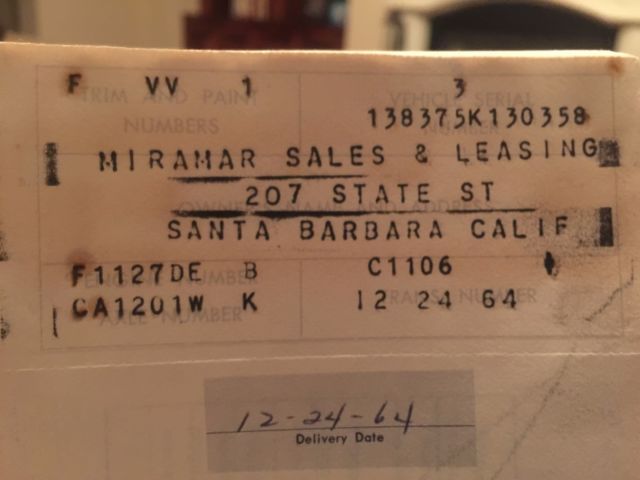 F VV 1 3
TRIM AND PAINT VEHICLE SERIAL
138375K130358
NUMBERS NUMBER
MIRAMAR SALES & LEASING
207 STATE ST
OWNER'S NAME AND ADDRESS
SANTA BARBARA CALIF
F1127DE B C1106
ENGINE NUMBER
CA1201W K 12 24 64
TRANS. NUMBER
AXLE NUMBER
12-24-64
Delivery Date